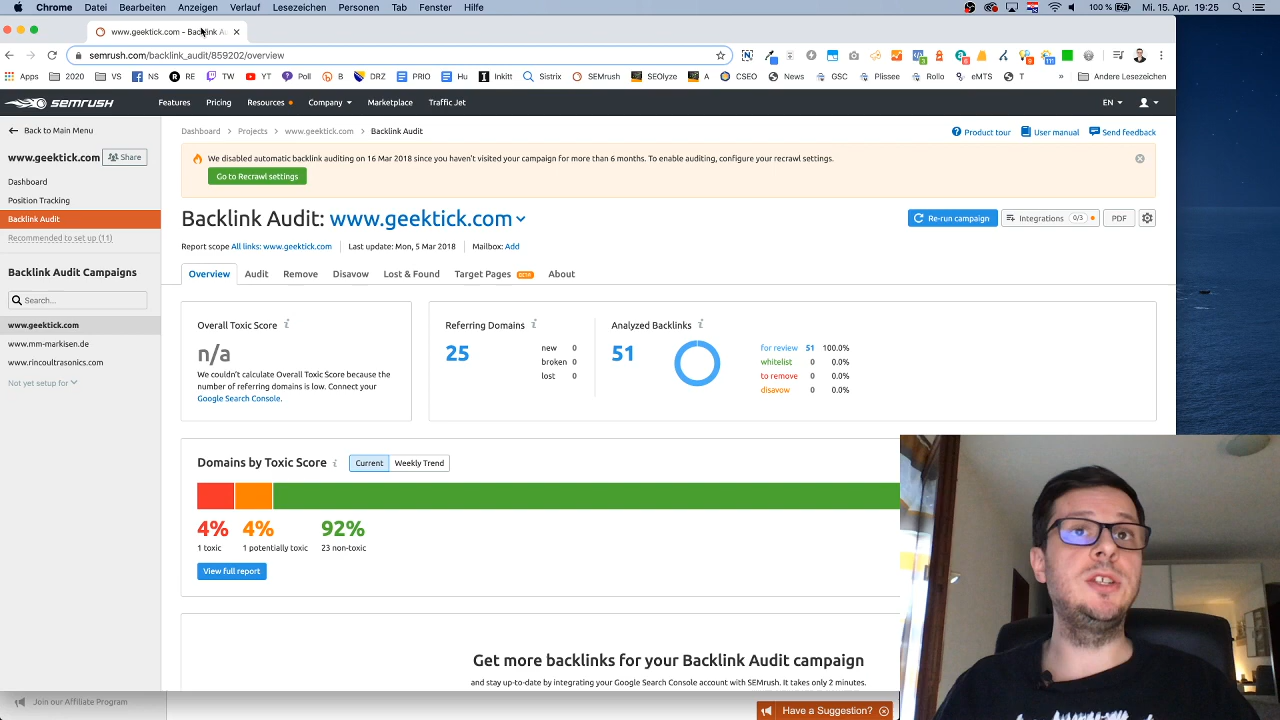 Chrome Datei Bearbeiten Anzeigen Verlauf Lesezeichen Personen Tab Fenster Hilfe
100 % Mi. 15. Apr. 19:25
www.geektick.com - Backlink A
semrush.com/backlink_audit/859202/overview
Apps 2020 VS NS RE TW YT Poll B DRZ PRIO Hu Inkitt Sistrix SEMrush SEOlyze A CSEO News GSC Plissee Rollo eMTS T » Andere Lesezeichen
SEMRUSH Features Pricing Resources Company Marketplace Traffic Jet EN
Back to Main Menu
Dashboard > Projects > www.geektick.com > Backlink Audit
Product tour User manual Send feedback
www.geektick.com Share
Dashboard
Position Tracking
Backlink Audit
Recommended to set up (11)
Backlink Audit Campaigns
Search...
www.geektick.com
www.mm-markisen.de
www.rincoultrasonics.com
Not yet setup for
Join our Affiliate Program
We disabled automatic backlink auditing on 16 Mar 2018 since you haven't visited your campaign for more than 6 months. To enable auditing, configure your recrawl settings.
Go to Recrawl settings
Backlink Audit: www.geektick.com
Re-run campaign Integrations 0/3 PDF
Report scope All links: www.geektick.com Last update: Mon, 5 Mar 2018 Mailbox: Add
Overview Audit Remove Disavow Lost & Found Target Pages BETA About
Overall Toxic Score i
n/a
We couldn't calculate Overall Toxic Score because the
number of referring domains is low. Connect your
Google Search Console.
Referring Domains i
25
new 0
broken 0
lost 0
Analyzed Backlinks i
51
for review 51 100.0%
whitelist 0 0.0%
to remove 0 0.0%
disavow 0 0.0%
Domains by Toxic Score i Current Weekly Trend
4% 4% 92%
1 toxic 1 potentially toxic 23 non-toxic
View full report
Get more backlinks for your Backlink Audit campaign
and stay up-to-date by integrating your Google Search Console account with SEMrush. It takes only 2 minutes.
Have a Suggestion?